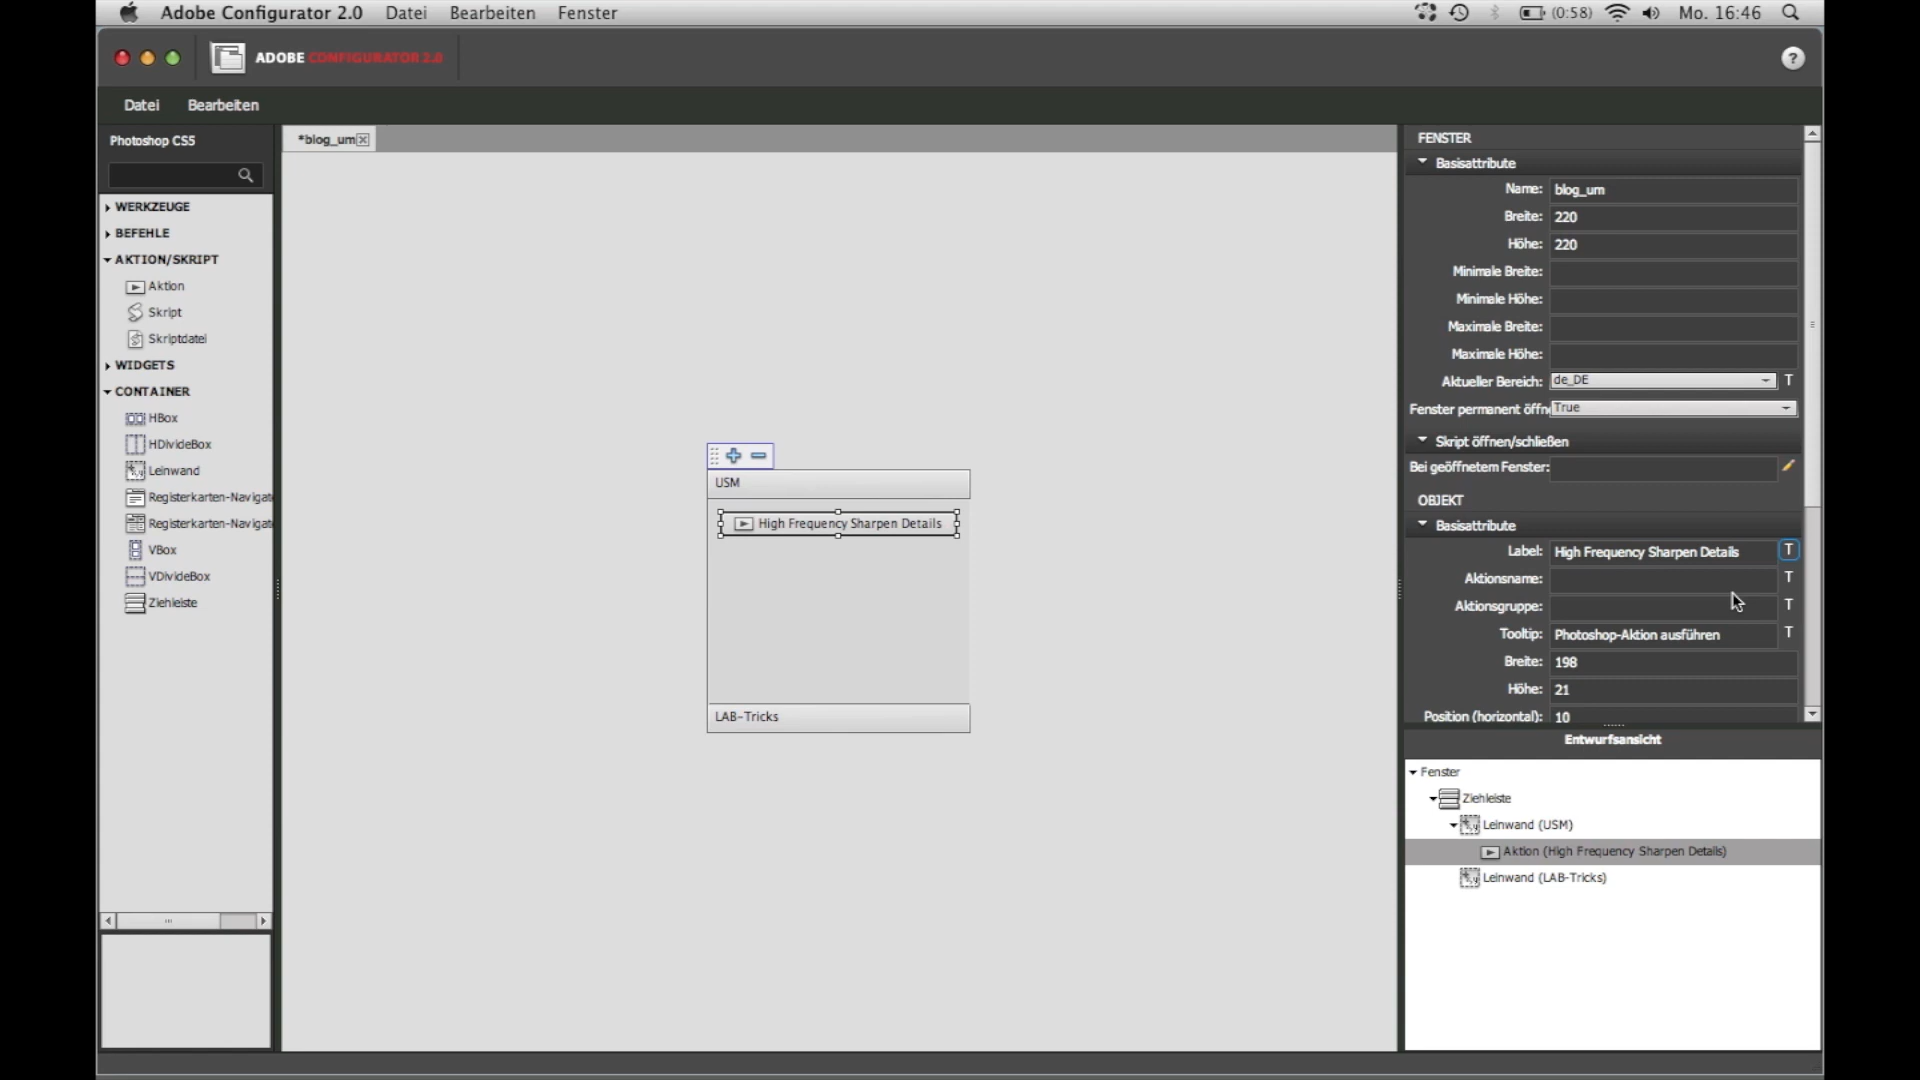 Adobe Configurator 2.0 Datei Bearbeiten Fenster (0:58) Mo. 16:46
ADOBE CONFIGURATOR 2.0 ?
Datei Bearbeiten
Photoshop CS5
WERKZEUGE
BEFEHLE
AKTION/SKRIPT
Aktion
Skript
Skriptdatei
WIDGETS
CONTAINER
HBox
HDivideBox
Leinwand
Registerkarten-Navigat
Registerkarten-Navigat
VBox
VDivideBox
Ziehleiste
*blog_um
USM
High Frequency Sharpen Details
LAB-Tricks
FENSTER
Basisattribute
Name: blog_um
Breite: 220
Höhe: 220
Minimale Breite:
Minimale Höhe:
Maximale Breite:
Maximale Höhe:
Aktueller Bereich: de_DE T
Fenster permanent öffn True
Skript öffnen/schließen
Bei geöffnetem Fenster:
OBJEKT
Basisattribute
Label: High Frequency Sharpen Details T
Aktionsname: T
Aktionsgruppe: T
Tooltip: Photoshop-Aktion ausführen T
Breite: 198
Höhe: 21
Position (horizontal): 10
Entwurfsansicht
Fenster
Ziehleiste
Leinwand (USM)
Aktion (High Frequency Sharpen Details)
Leinwand (LAB-Tricks)